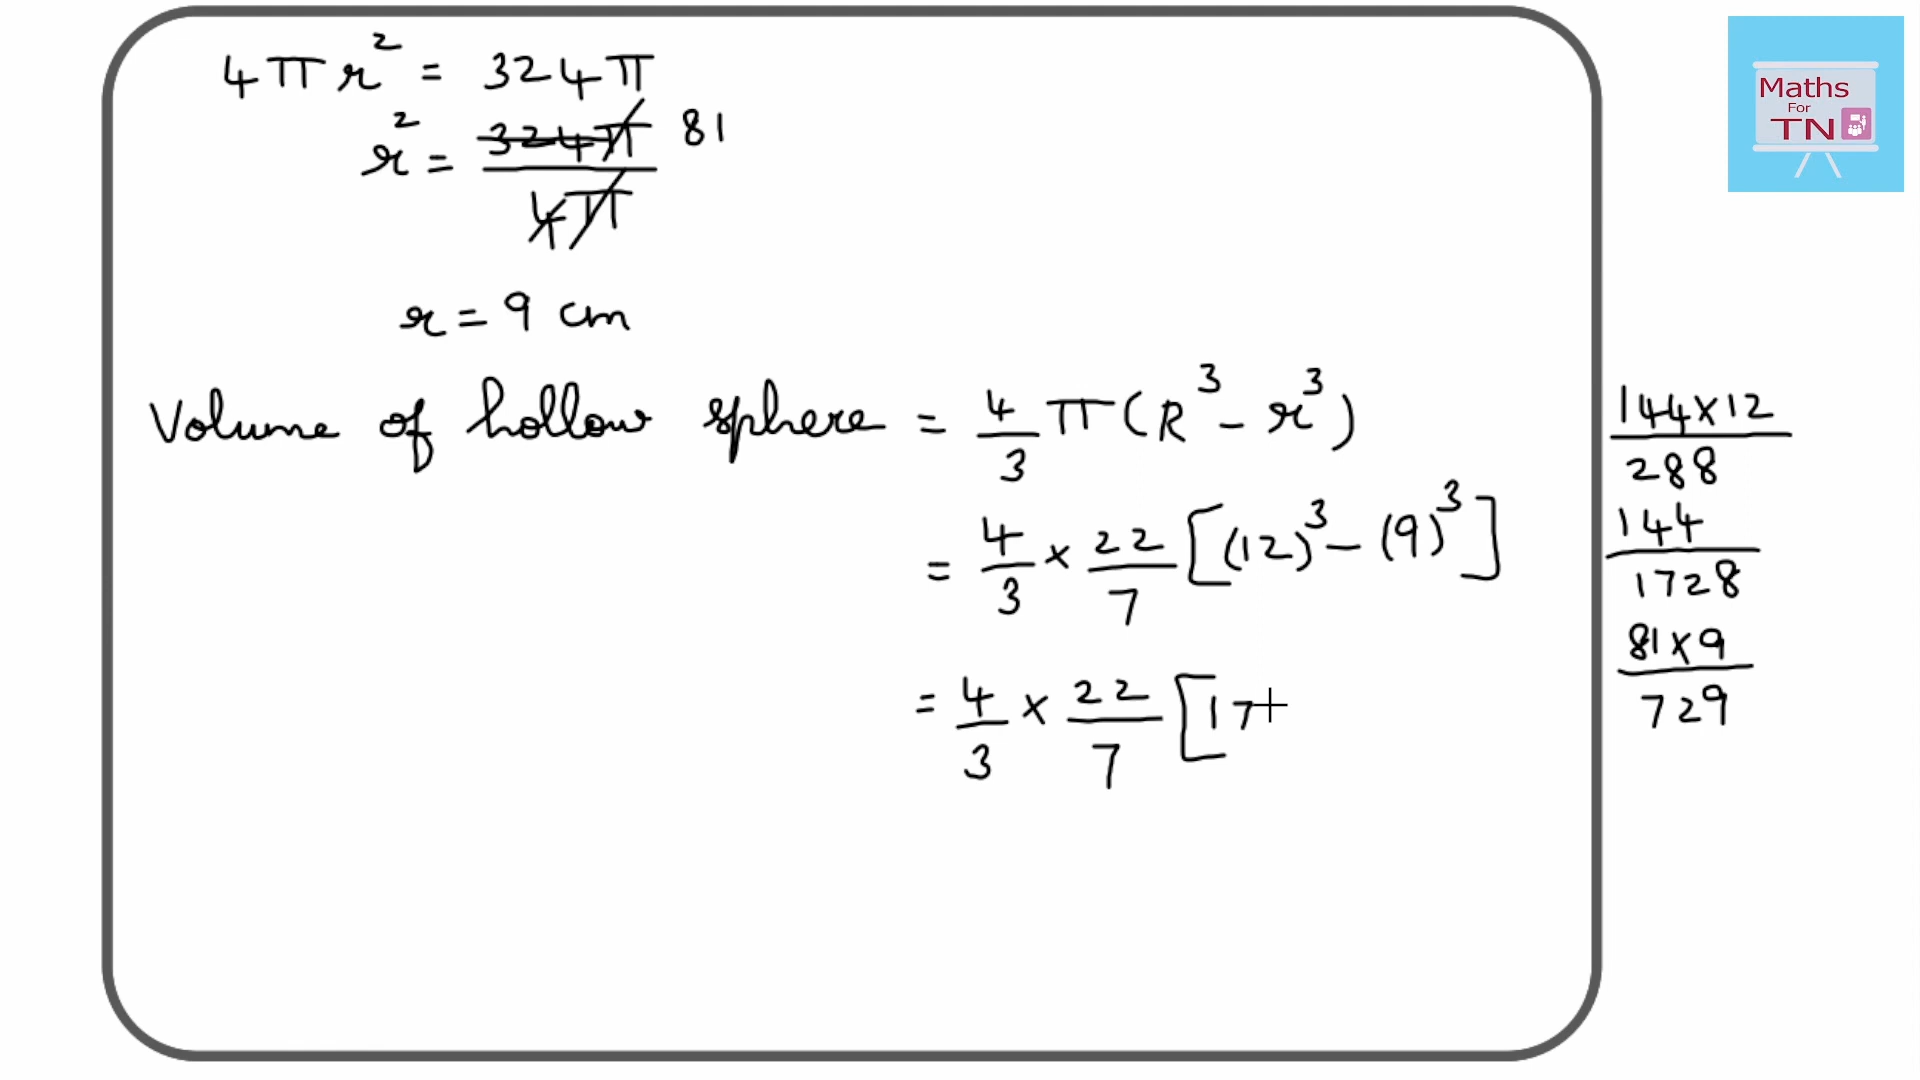 4πr² = 324π
r² = 324π/4π 81
r = 9 cm
Volume of hollow sphere = 4/3 π(R³ - r³)
= 4/3 × 22/7 [(12)³ - (9)³]
= 4/3 × 22/7 [17
144×12
288
144
1728
81×9
729
Maths
For
TN